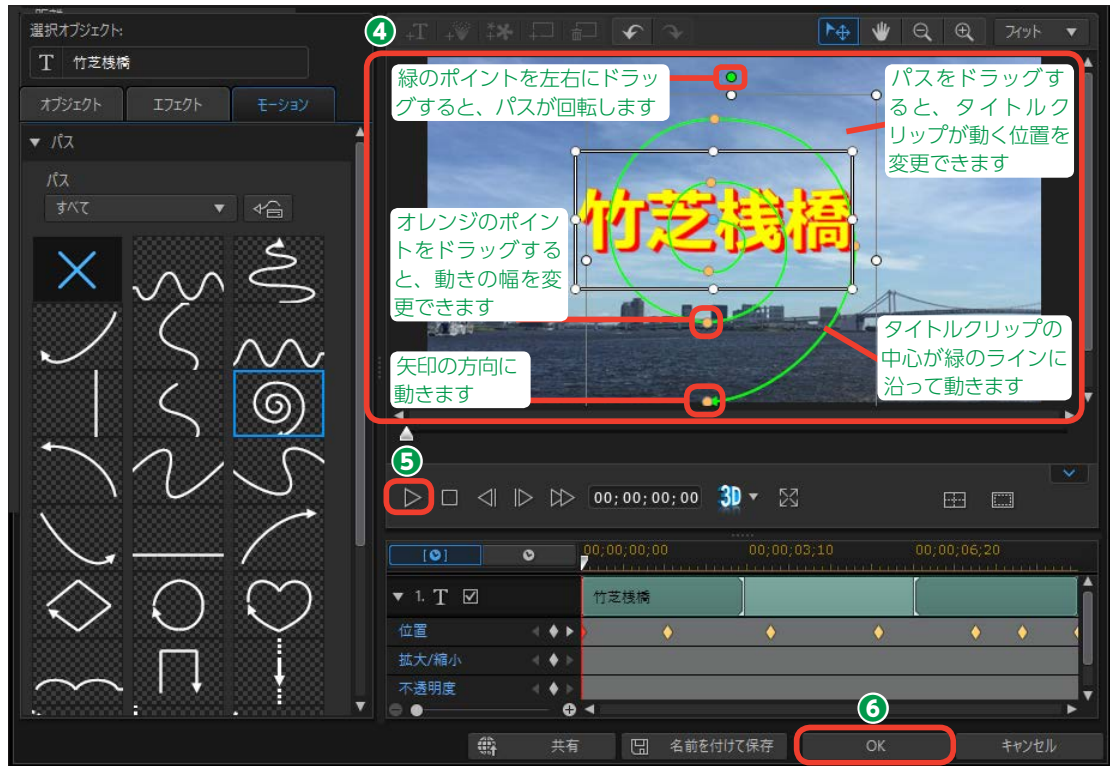 選択オブジェクト:
T 竹芝桟橋
オブジェクト エフェクト モーション
パス
パス
すべて
❹
フィット
緑のポイントを左右にドラッ
グすると、パスが回転します
パスをドラッグす
ると、タイトルク
リップが動く位置を
変更できます
竹芝桟橋
オレンジのポイン
トをドラッグする
と、動きの幅を変
更できます
タイトルクリップの
中心が緑のラインに
沿って動きます
矢印の方向に
動きます
❺
00;00;00;00 3D
00;00;00;00 00;00;03;10 00;00;06;20
1. T 竹芝桟橋
位置
拡大/縮小
不透明度
❻
共有 名前を付けて保存 OK キャンセル